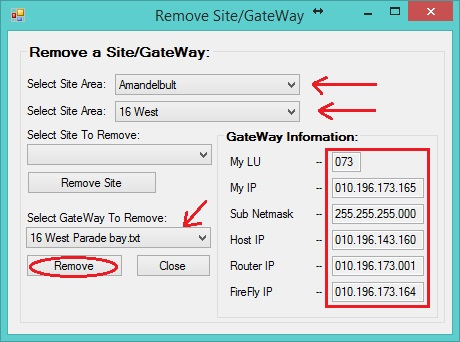 Remove Site/GateWay
Remove a Site/GateWay:
Select Site Area: Amandelbult
Select Site Area: 16 West
Select Site To Remove:
Remove Site
Select GateWay To Remove:
16 West Parade bay.txt
Remove Close
GateWay Infomation:
My LU -- 073
My IP -- 010.196.173.165
Sub Netmask -- 255.255.255.000
Host IP -- 010.196.143.160
Router IP -- 010.196.173.001
FireFly IP -- 010.196.173.164